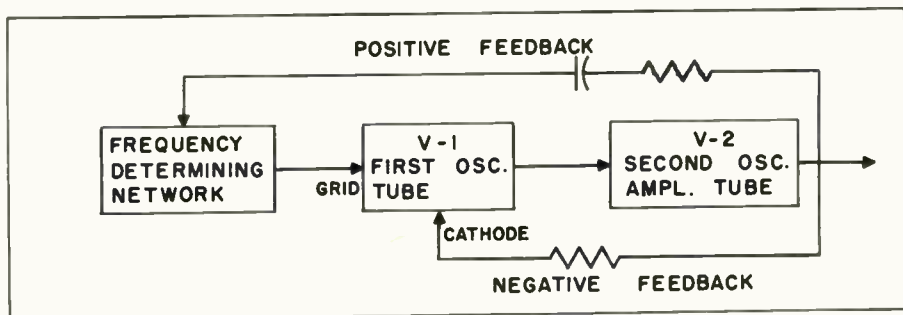 POSITIVE FEEDBACK
FREQUENCY
DETERMINING
NETWORK
GRID
V-1
FIRST OSC.
TUBE
V-2
SECOND OSC.
AMPL. TUBE
CATHODE
NEGATIVE FEEDBACK